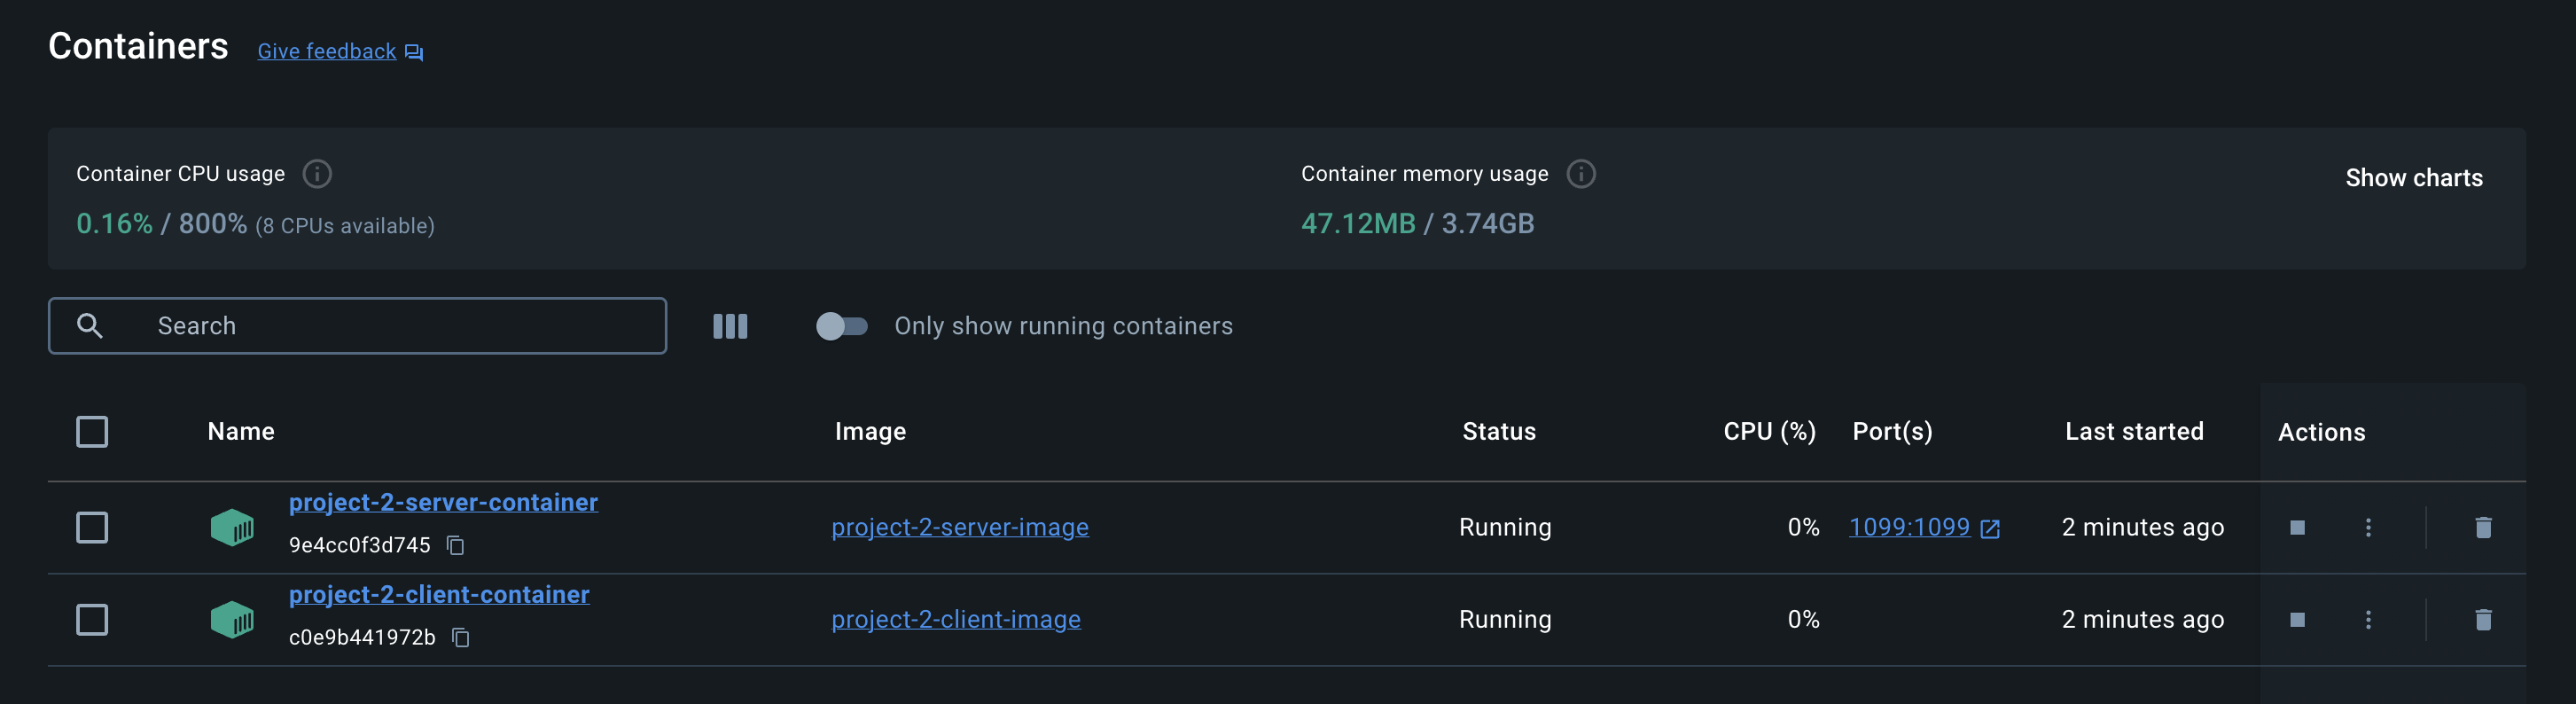 Containers Give feedback
Container CPU usage
0.16% / 800% (8 CPUs available)
Container memory usage
47.12MB / 3.74GB
Show charts
Search
Only show running containers
Name Image Status CPU (%) Port(s) Last started Actions
project-2-server-container
9e4cc0f3d745
project-2-server-image Running 0% 1099:1099 2 minutes ago
project-2-client-container
c0e9b441972b
project-2-client-image Running 0% 2 minutes ago